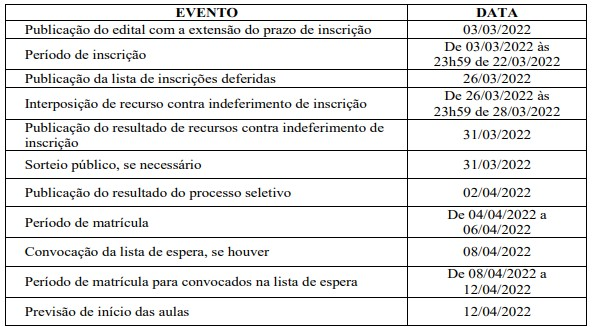 EVENTO DATA
Publicação do edital com a extensão do prazo de inscrição 03/03/2022
Período de inscrição De 03/03/2022 às
23h59 de 22/03/2022
Publicação da lista de inscrições deferidas 26/03/2022
Interposição de recurso contra indeferimento de inscrição De 26/03/2022 às
23h59 de 28/03/2022
Publicação do resultado de recursos contra indeferimento de
inscrição 31/03/2022
Sorteio público, se necessário 31/03/2022
Publicação do resultado do processo seletivo 02/04/2022
Período de matrícula De 04/04/2022 a
06/04/2022
Convocação da lista de espera, se houver 08/04/2022
Período de matrícula para convocados na lista de espera De 08/04/2022 a
12/04/2022
Previsão de início das aulas 12/04/2022